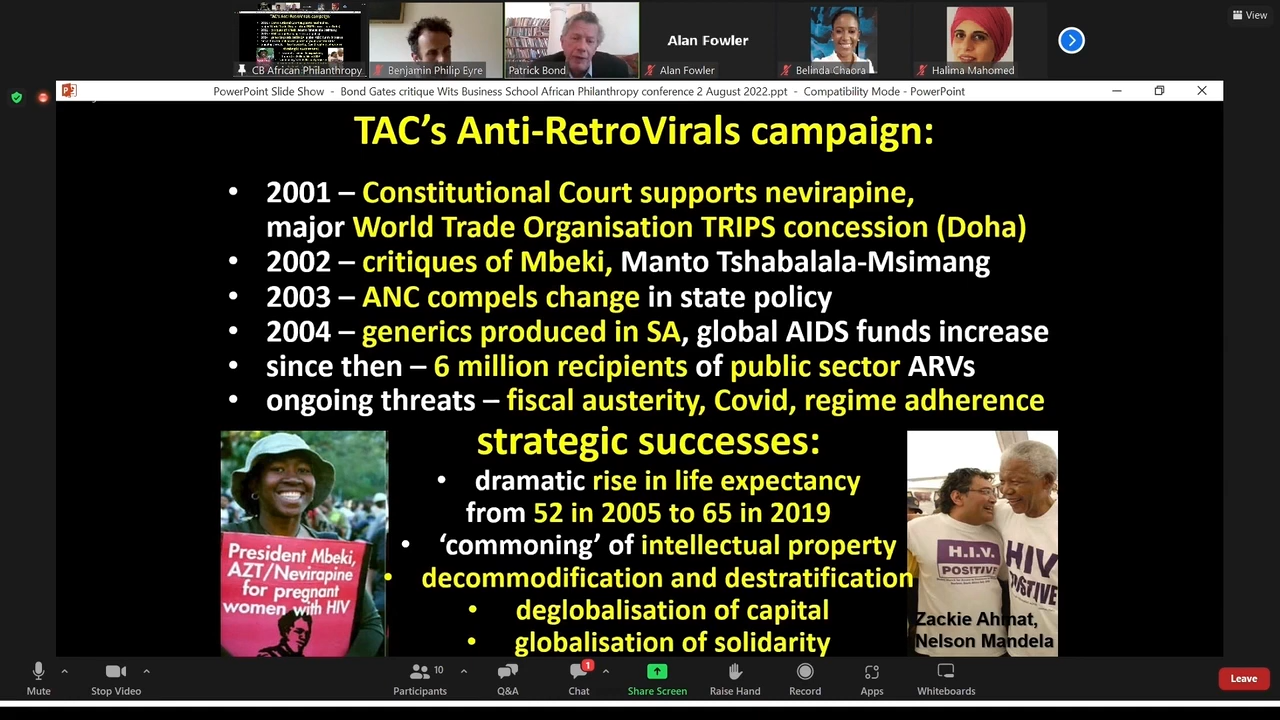 Alan Fowler
View
CB African Philanthropy
Benjamin Philip Eyre
Patrick Bond
Alan Fowler
Belinda Chaora
Halima Mohamed
PowerPoint Slide Show - Bond Gates critique Wits Business School African Philanthropy conference 2 August 2022.ppt - Compatibility Mode - PowerPoint
TAC's Anti-RetroVirals campaign:
• 2001 – Constitutional Court supports nevirapine,
major World Trade Organisation TRIPS concession (Doha)
• 2002 – critiques of Mbeki, Manto Tshabalala-Msimang
• 2003 – ANC compels change in state policy
• 2004 – generics produced in SA, global AIDS funds increase
• since then – 6 million recipients of public sector ARVs
• ongoing threats – fiscal austerity, Covid, regime adherence
strategic successes:
• dramatic rise in life expectancy
from 52 in 2005 to 65 in 2019
• ‘commoning’ of intellectual property
• decommodification and destratification
• deglobalisation of capital
• globalisation of solidarity
President Mbeki,
AZT/Nevirapine
for pregnant
women with HIV
H.I.V.
POSITIVE
HIV
POSITIVE
Zackie Ahmat,
Nelson Mandela
Mute
Stop Video
10
Participants
Q&A
1
Chat
Share Screen
Raise Hand
Record
Apps
Whiteboards
Leave